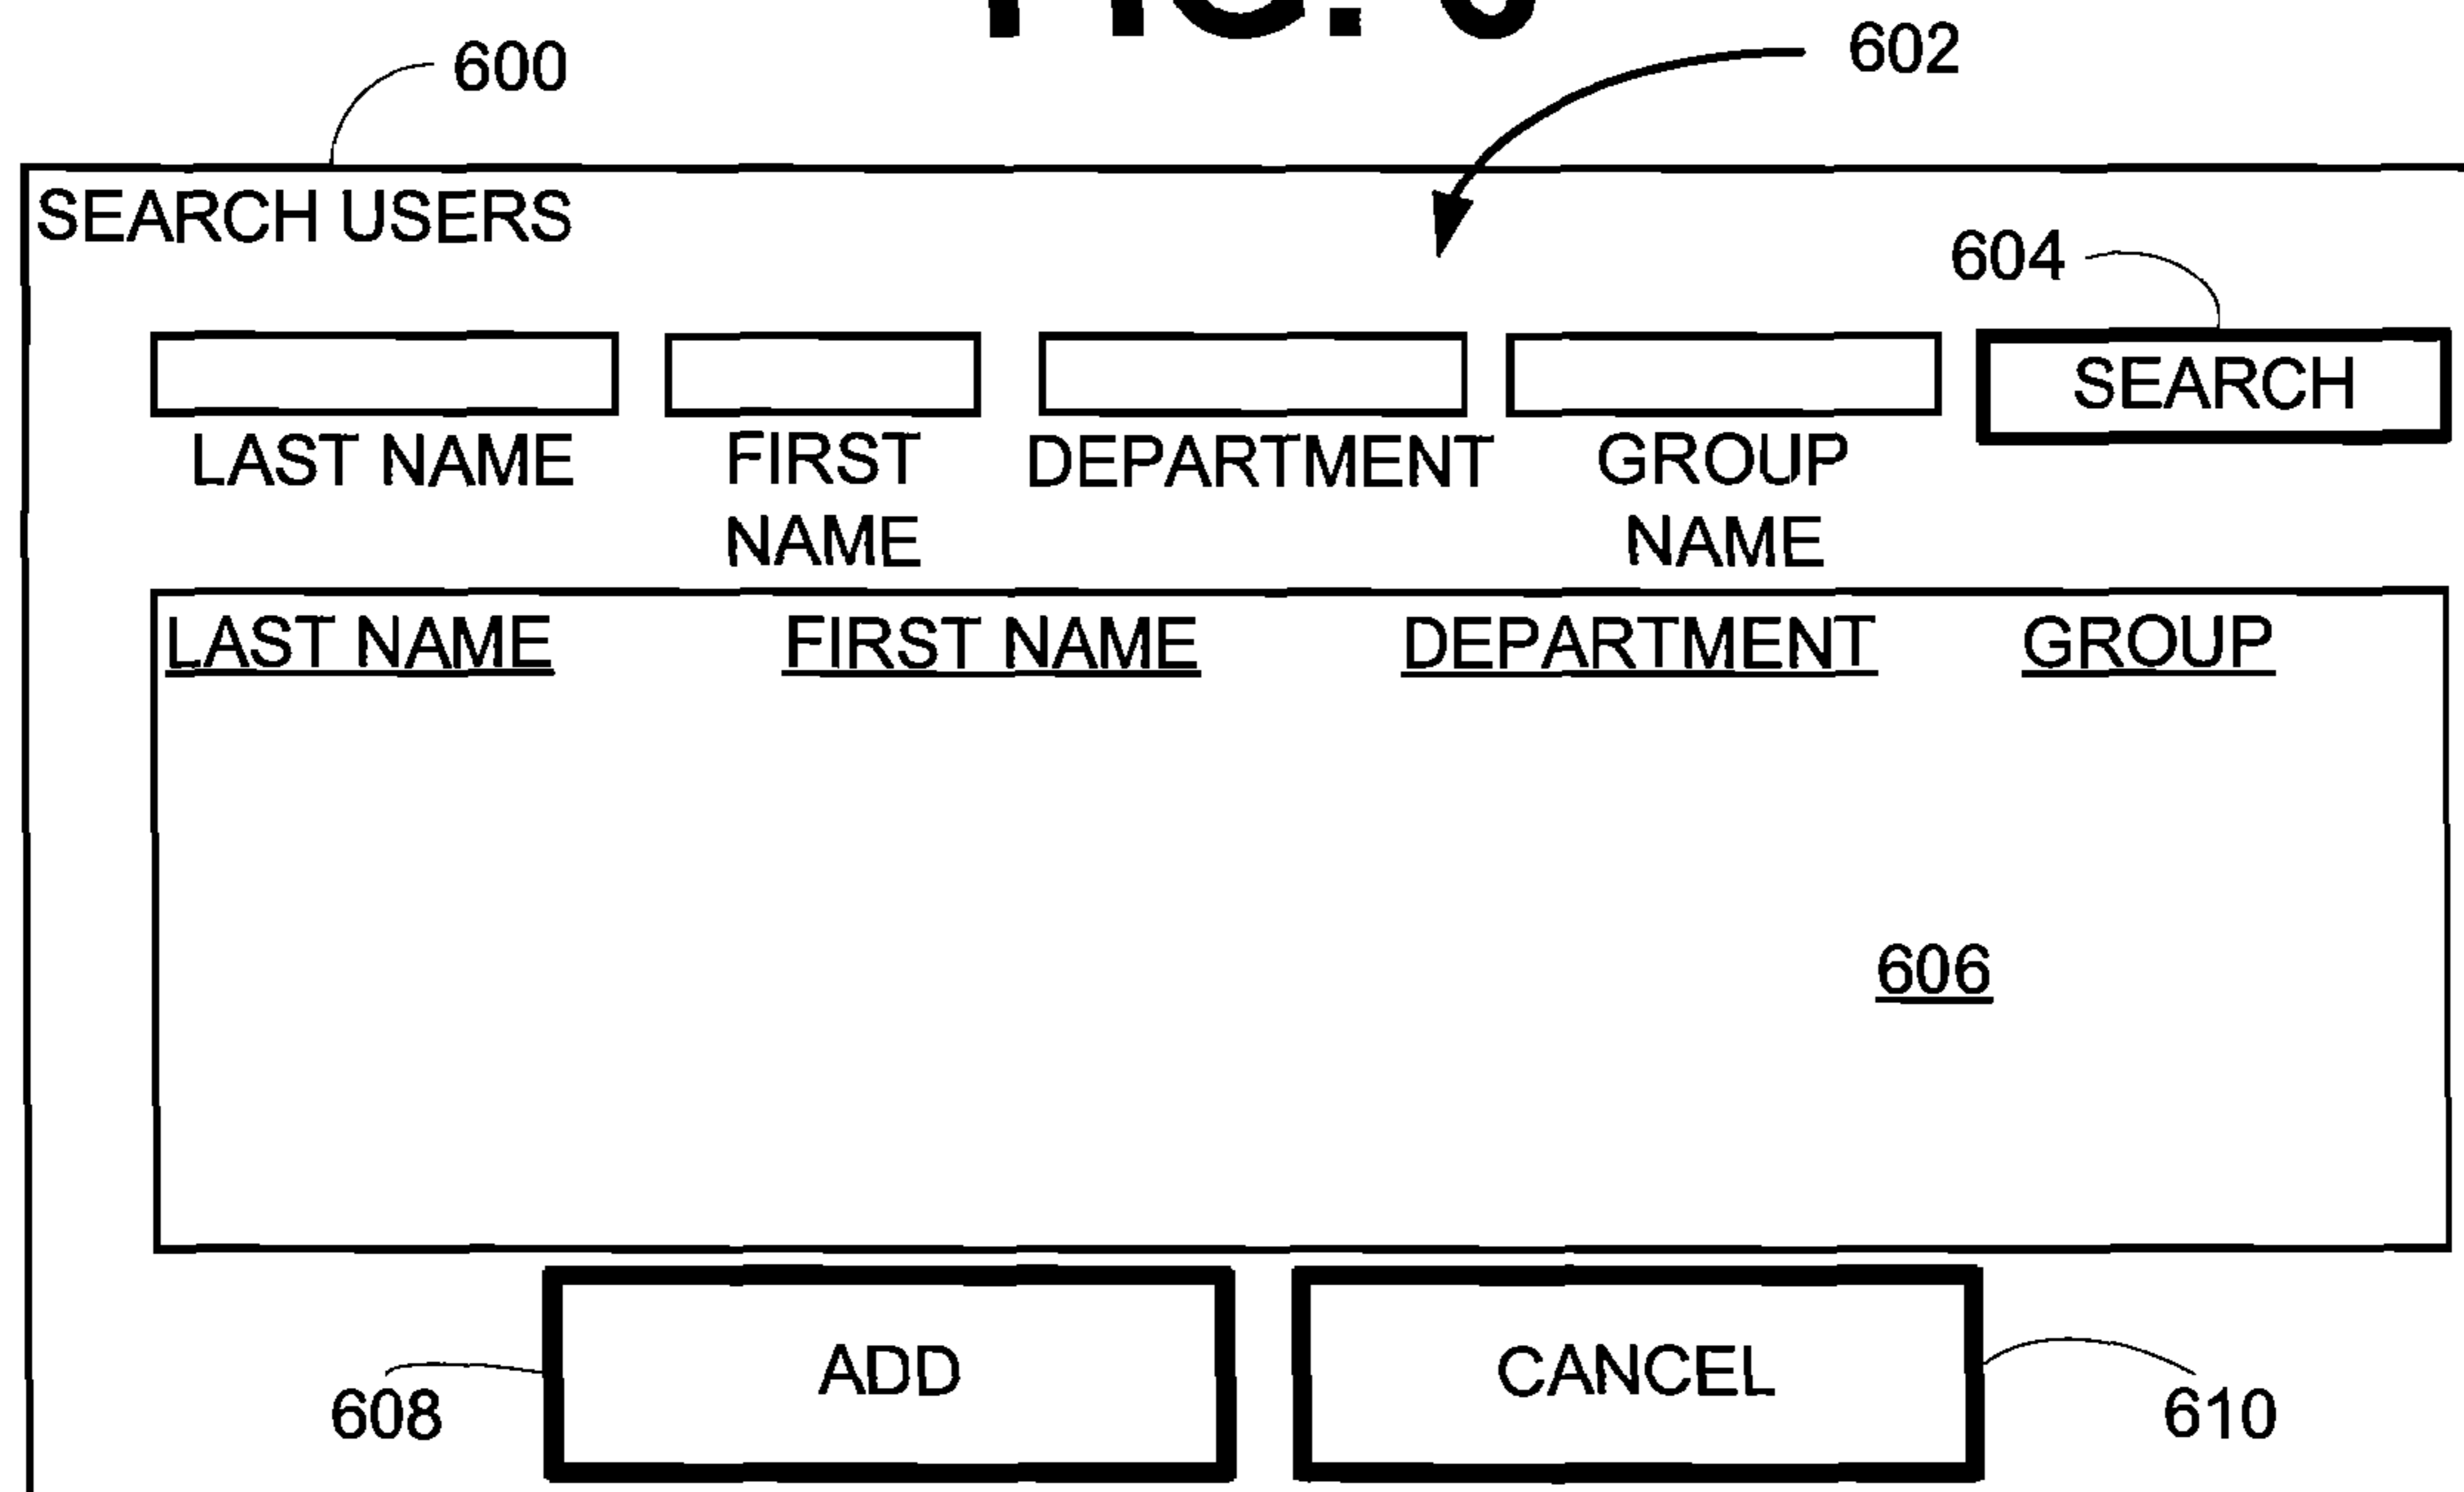 600
602
SEARCH USERS
604
SEARCH
LAST NAME
FIRST NAME
DEPARTMENT
GROUP NAME
LAST NAME FIRST NAME DEPARTMENT GROUP
606
ADD
CANCEL
608
610